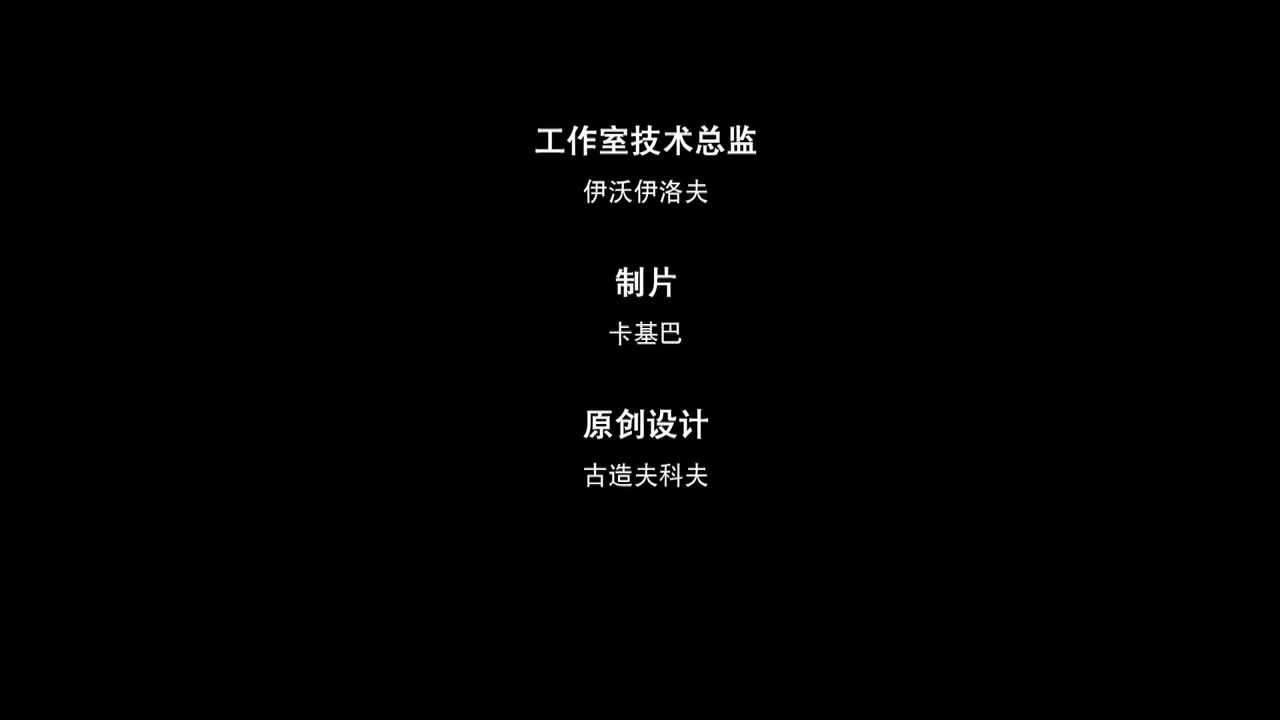 工作室技术总监
伊沃伊洛夫
制片
卡基巴
原创设计
古造夫科夫